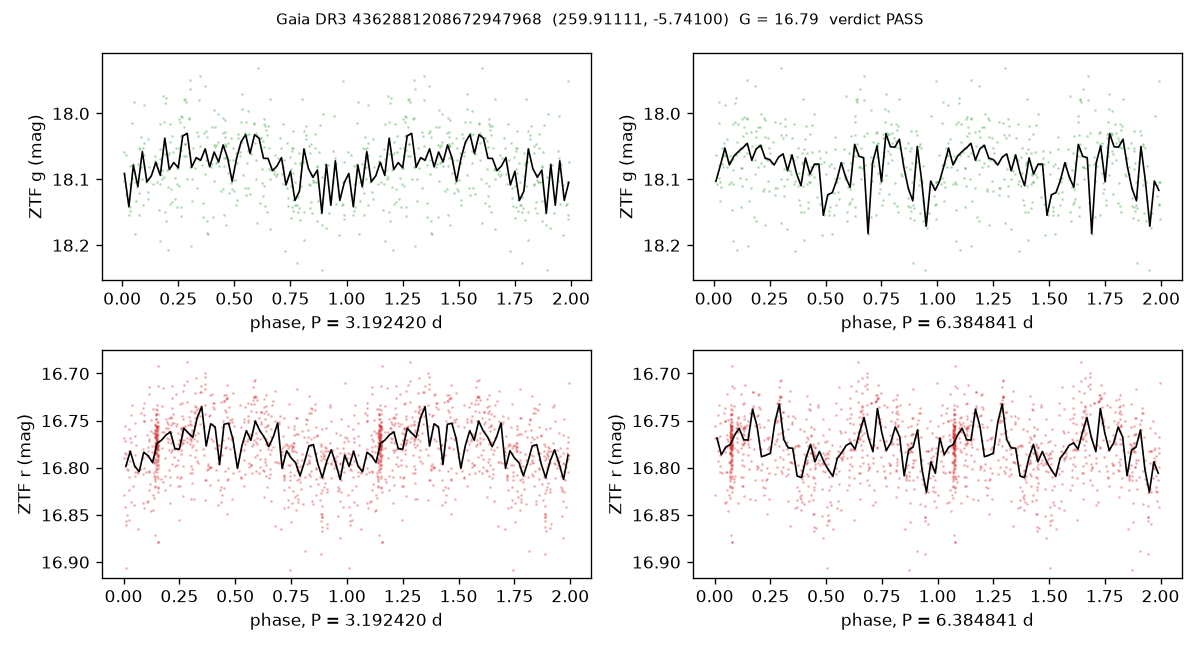 Gaia DR3 4362881208672947968 (259.91111, -5.74100) G = 16.79 verdict PASS
ZTF g (mag)
18.0
18.1
18.2
0.00 0.25 0.50 0.75 1.00 1.25 1.50 1.75 2.00
phase, P = 3.192420 d
ZTF g (mag)
18.0
18.1
18.2
0.00 0.25 0.50 0.75 1.00 1.25 1.50 1.75 2.00
phase, P = 6.384841 d
ZTF r (mag)
16.70
16.75
16.80
16.85
16.90
0.00 0.25 0.50 0.75 1.00 1.25 1.50 1.75 2.00
phase, P = 3.192420 d
ZTF r (mag)
16.70
16.75
16.80
16.85
16.90
0.00 0.25 0.50 0.75 1.00 1.25 1.50 1.75 2.00
phase, P = 6.384841 d